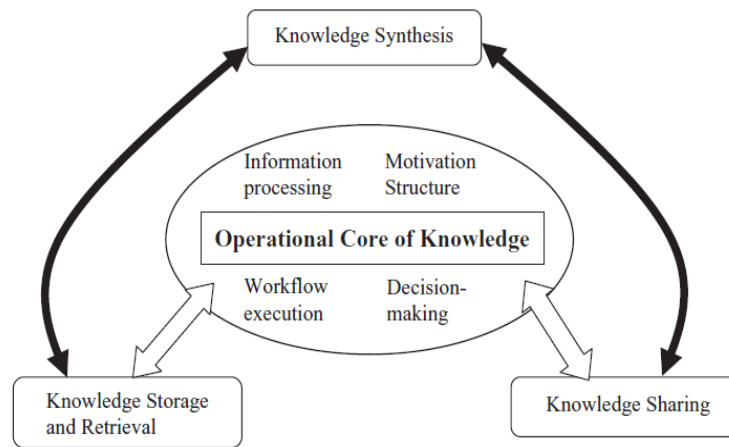 Knowledge Synthesis
Information
processing
Motivation
Structure
Operational Core of Knowledge
Workflow
execution
Decision-
making
Knowledge Storage
and Retrieval
Knowledge Sharing